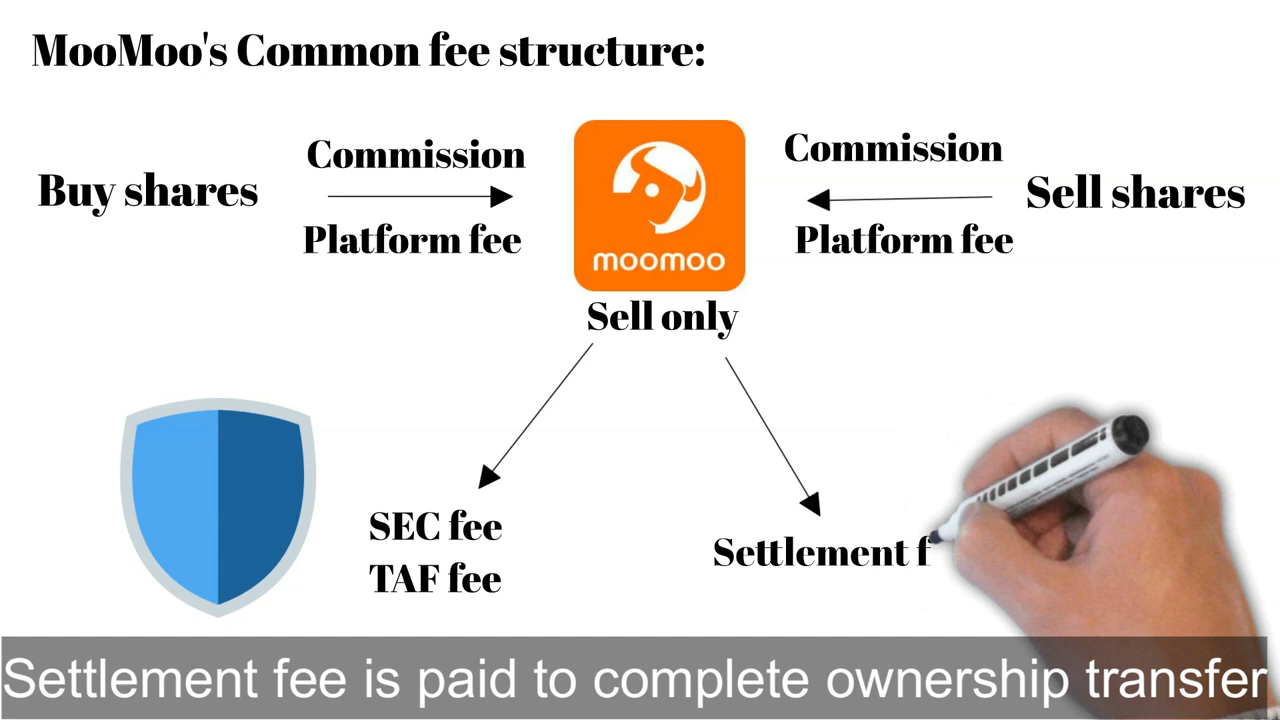 MooMoo's Common fee structure:
Commission
Buy shares
Platform fee
moomoo
Commission
Sell shares
Platform fee
Sell only
SEC fee
TAF fee
Settlement f
Settlement fee is paid to complete ownership transfer